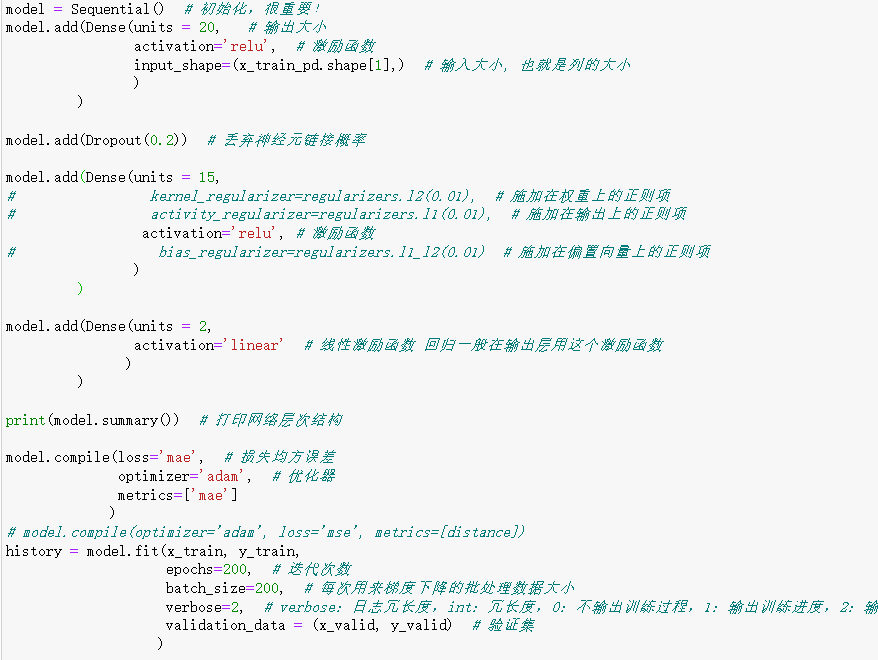 model = Sequential()  # 初始化，很重要！
model.add(Dense(units = 20,   # 输出大小
                activation='relu',  # 激励函数
                input_shape=(x_train_pd.shape[1],)  # 输入大小, 也就是列的大小
                )
         )

model.add(Dropout(0.2))  # 丢弃神经元链接概率

model.add(Dense(units = 15,
#                 kernel_regularizer=regularizers.l2(0.01),  # 施加在权重上的正则项
#                 activity_regularizer=regularizers.l1(0.01),  # 施加在输出上的正则项
                 activation='relu', # 激励函数
#                  bias_regularizer=regularizers.l1_l2(0.01)  # 施加在偏置向量上的正则项
                )
         )

model.add(Dense(units = 2,
                activation='linear'  # 线性激励函数 回归一般在输出层用这个激励函数
               )
         )

print(model.summary())  # 打印网络层次结构

model.compile(loss='mae',  # 损失均方误差
              optimizer='adam',  # 优化器
              metrics=['mae']
             )
# model.compile(optimizer='adam', loss='mse', metrics=[distance])
history = model.fit(x_train, y_train,
                    epochs=200,  # 迭代次数
                    batch_size=200,  # 每次用来梯度下降的批处理数据大小
                    verbose=2,  # verbose: 日志冗长度，int: 冗长度，0: 不输出训练过程，1: 输出训练进度，2: 输
                    validation_data = (x_valid, y_valid)  # 验证集
                   )